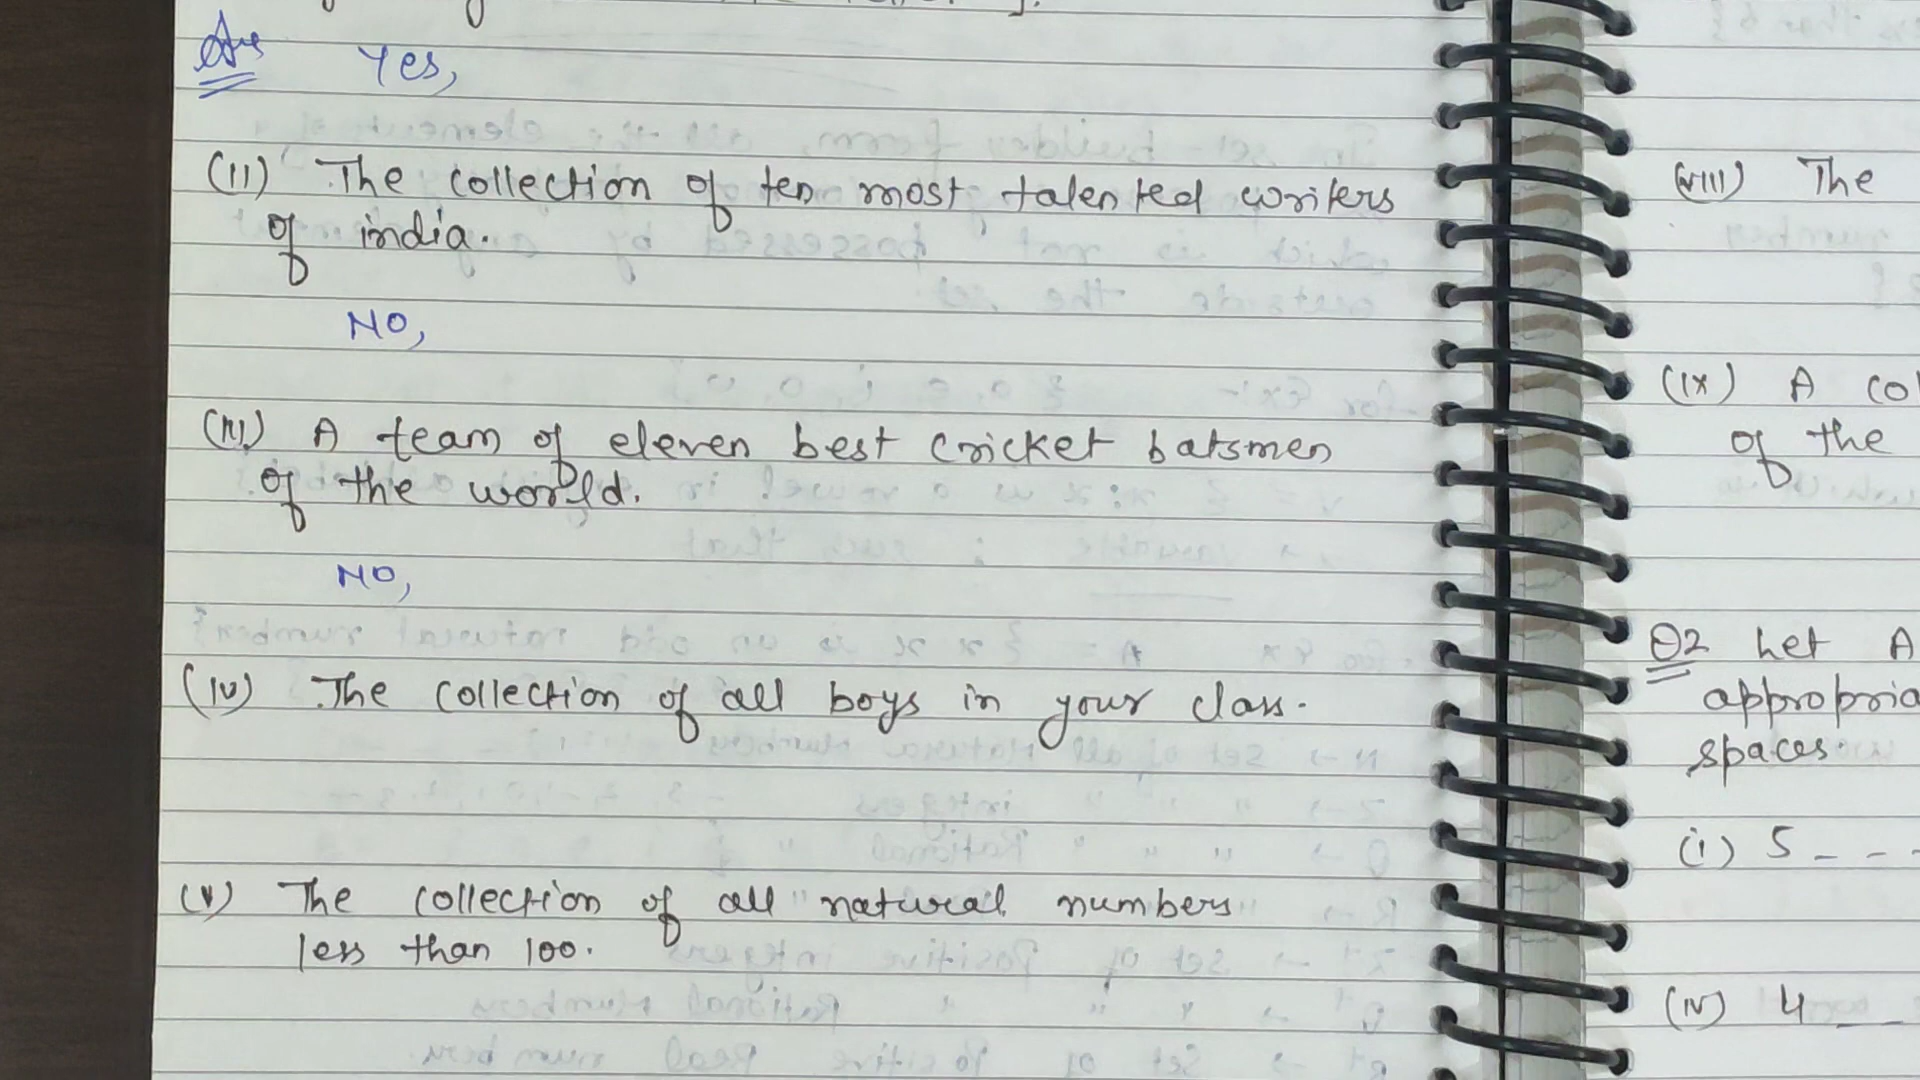 Ans Yes,
(ii) The collection of ten most talented writers
of india.
NO,
(iii) A team of eleven best cricket batsmen
of the world.
NO,
(iv) The collection of all boys in your class.
(v) The collection of all natural numbers
less than 100.
(viii) The
(ix) A col
of the
Q2 Let A
appropria
spaces.
(i) 5 _ _ _
(iv) 4 _ _